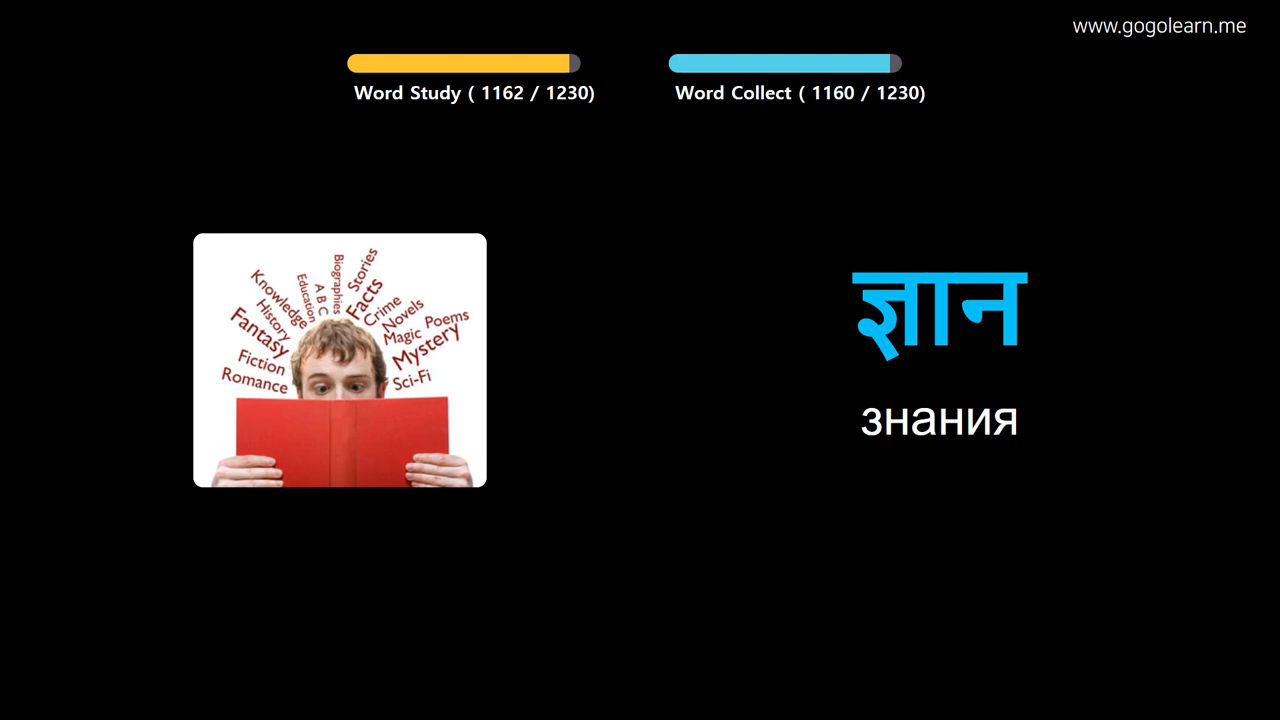 www.gogolearn.me
Word Study ( 1162 / 1230)
Word Collect ( 1160 / 1230)
Knowledge
History
Fantasy
Fiction
Romance
Education
A B C
Biographies
Stories
Facts
Crime
Novels
Magic
Poems
Mystery
Sci-Fi
ज्ञान
знания